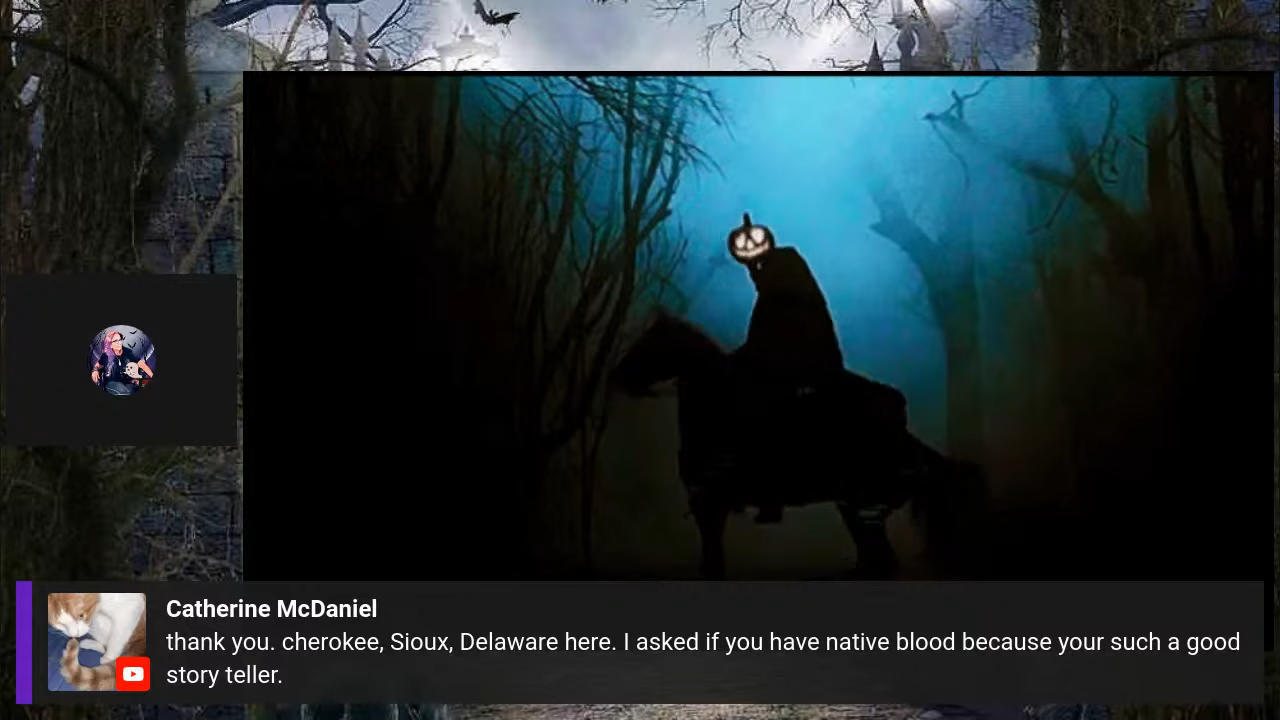 Catherine McDaniel
thank you. cherokee, Sioux, Delaware here. I asked if you have native blood because your such a good
story teller.